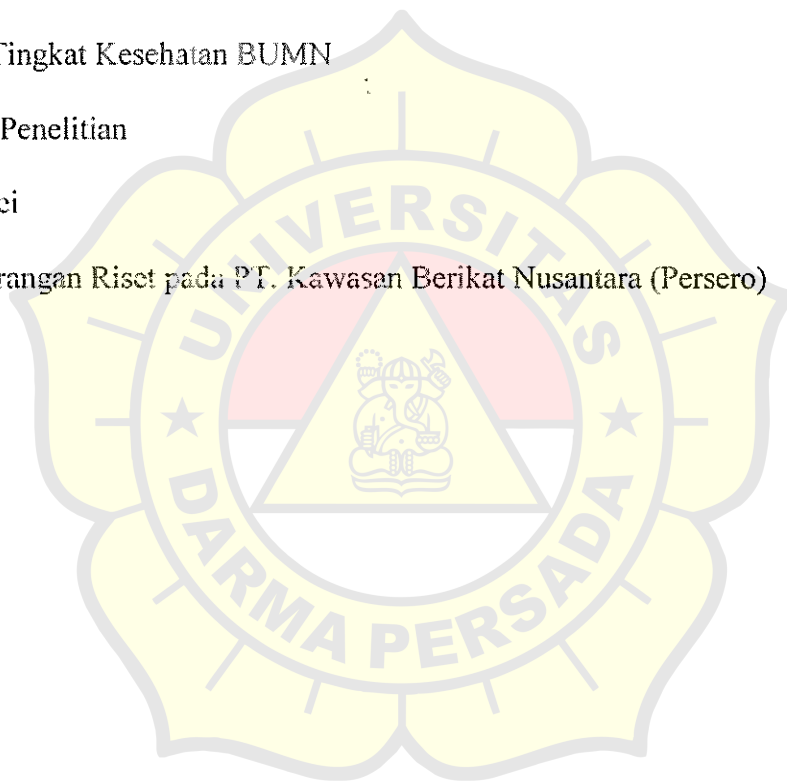 Tingkat Kesehatan BUMN
Penelitian
ei
rangan Riset pada PT. Kawasan Berikat Nusantara (Persero)
UNIVERSITAS
DARMA PERSADA